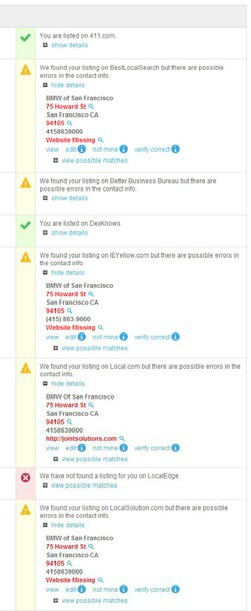 You are listed on 411.com.
show details
We found your listing on BestLocalSearch but there are possible
errors in the contact info.
hide details
BMW of San Francisco
75 Howard St
San Francisco CA
94105
4158639000
Website Missing
view edit not mine verify correct
view possible matches
We found your listing on Better Business Bureau but there are
possible errors in the contact info.
show details
You are listed on DexKnows.
show details
We found your listing on IEYellow.com but there are possible errors in
the contact info.
hide details
BMW of San Francisco
75 Howard St
San Francisco CA
94105
(415) 863-9000
Website Missing
view edit not mine verify correct
view possible matches
We found your listing on Local.com but there are possible errors in the
contact info.
hide details
BMW Of San Francisco
75 Howard St
San Francisco CA
94105
4158639000
http://jointsolutions.com
view edit not mine verify correct
view possible matches
We have not found a listing for you on LocalEdge.
view possible matches
We found your listing on LocalSolution.com but there are possible
errors in the contact info.
hide details
BMW of San Francisco
75 Howard St
San Francisco CA
94105
4158639000
Website Missing
view edit not mine verify correct
view possible matches